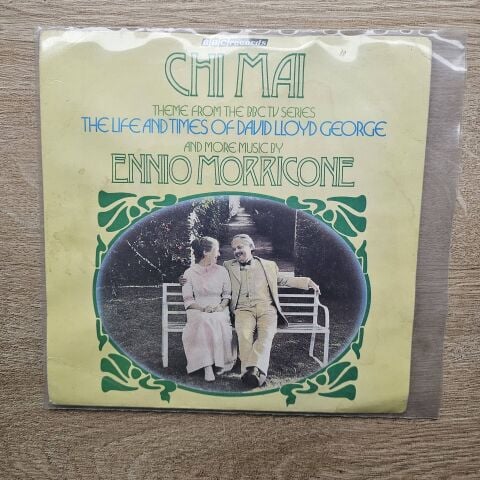 BBC records
CHI MAI
THEME FROM THE BBC TV SERIES
THE LIFE AND TIMES OF DAVID LLOYD GEORGE
AND MORE MUSIC BY
ENNIO MORRICONE